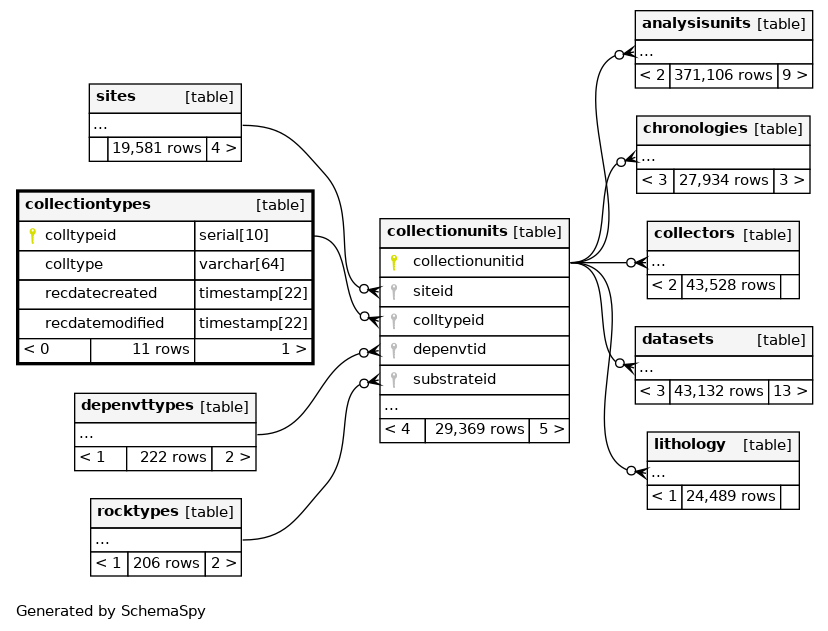 sites [table]
...
19,581 rows 4 >
collectiontypes [table]
colltypeid serial[10]
colltype varchar[64]
recdatecreated timestamp[22]
recdatemodified timestamp[22]
< 0 11 rows 1 >
depenvttypes [table]
...
< 1 222 rows 2 >
rocktypes [table]
...
< 1 206 rows 2 >
collectionunits [table]
collectionunitid
siteid
colltypeid
depenvtid
substrateid
...
< 4 29,369 rows 5 >
analysisunits [table]
...
< 2 371,106 rows 9 >
chronologies [table]
...
< 3 27,934 rows 3 >
collectors [table]
...
< 2 43,528 rows
datasets [table]
...
< 3 43,132 rows 13 >
lithology [table]
...
< 1 24,489 rows
Generated by SchemaSpy